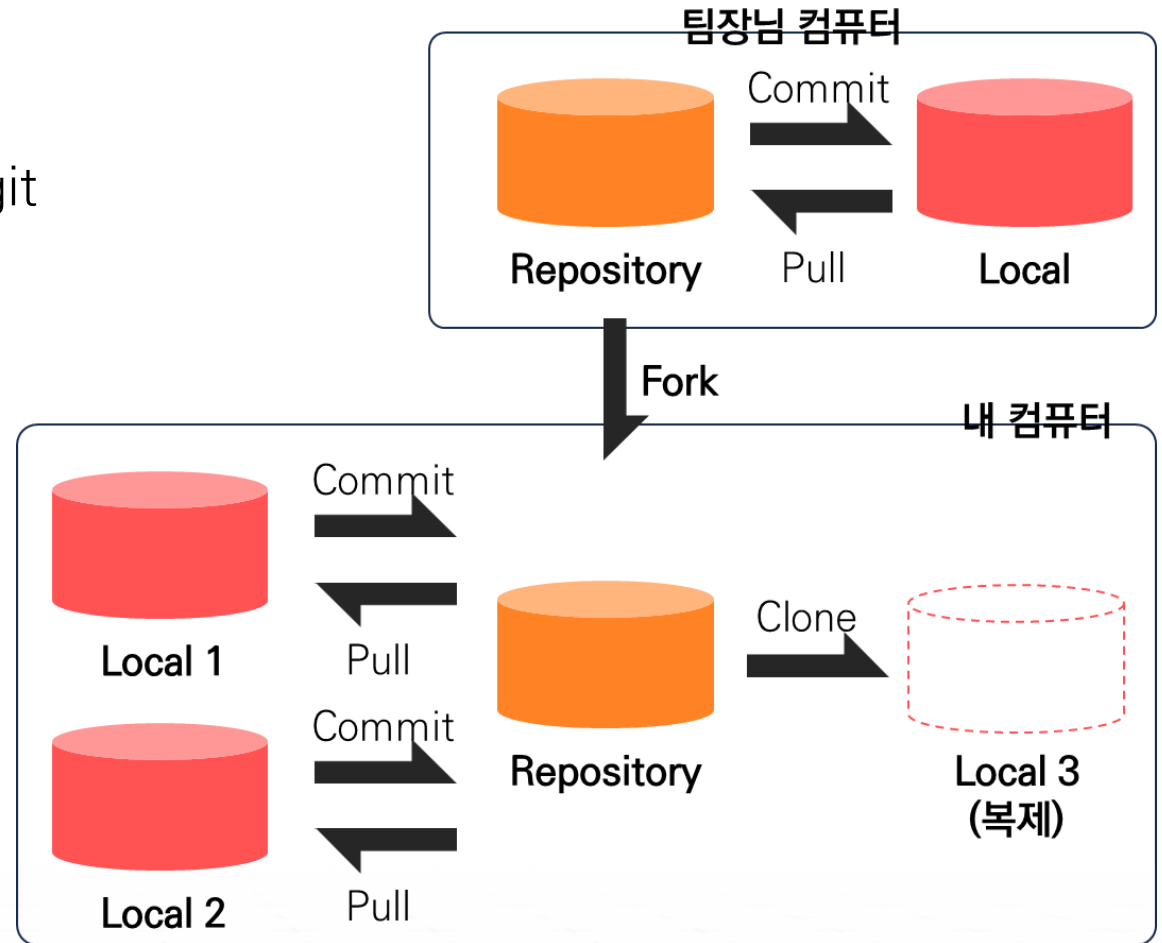 팀장님 컴퓨터
Commit
git
Repository
Pull
Local
Fork
내 컴퓨터
Commit
Clone
Local 1
Pull
Commit
Repository
Local 3
(복제)
Local 2
Pull